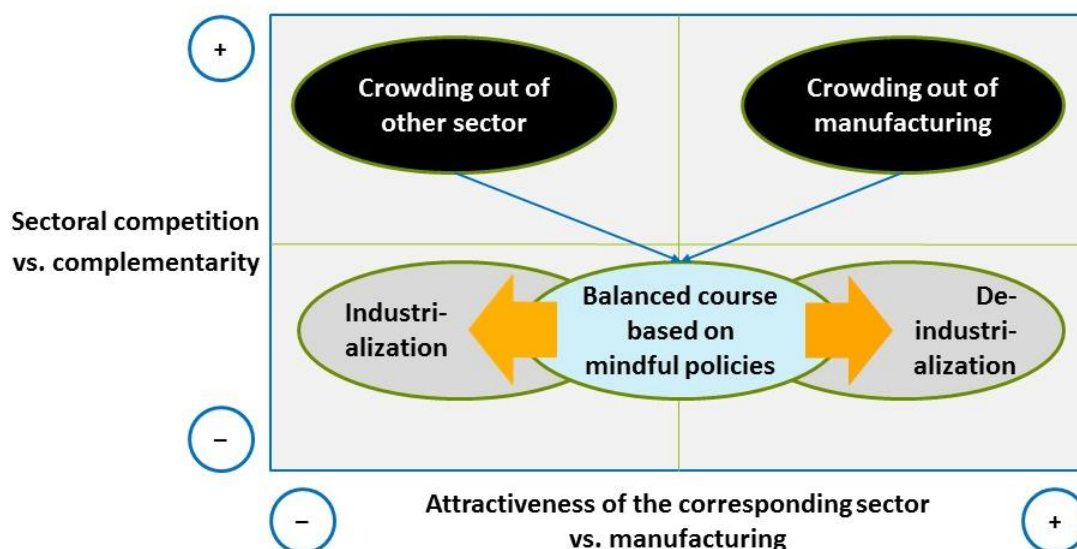 +
Crowding out of
other sector
Crowding out of
manufacturing
Sectoral competition
vs. complementarity
Industri-
alization
Balanced course
based on
mindful policies
De-
industri-
alization
–
–
Attractiveness of the corresponding sector
vs. manufacturing
+